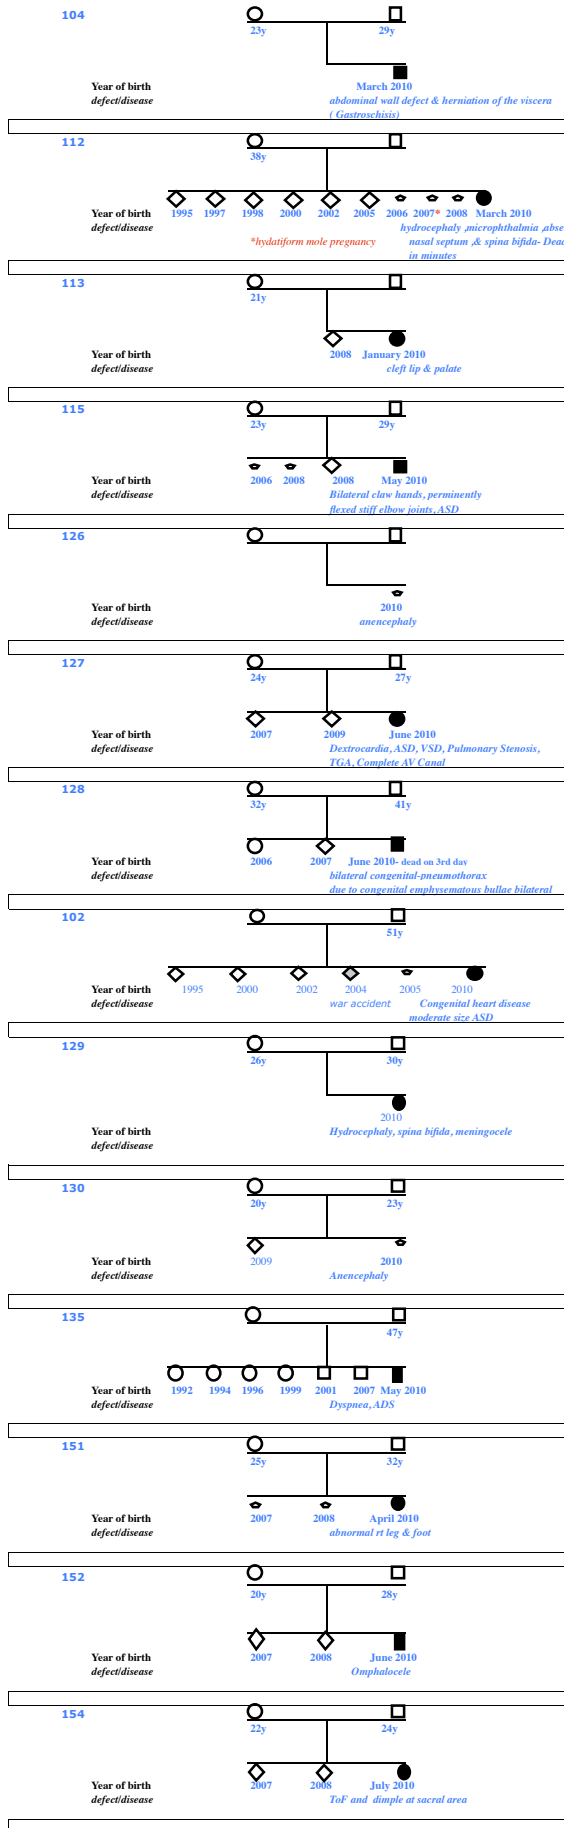 104
23y 29y
Year of birth March 2010
defect/disease abdominal wall defect & herniation of the viscera
( Gastroschisis)
112
38y
Year of birth 1995 1997 1998 2000 2002 2005 2006 2007* 2008 March 2010
defect/disease hydrocephaly ,microphthalmia ,abse
*hydatiform mole pregnancy nasal septum ,& spina bifida- Dead
in minutes
113
21y
Year of birth 2008 January 2010
defect/disease cleft lip & palate
115
23y 29y
Year of birth 2006 2008 2008 May 2010
defect/disease Bilateral claw hands, perminently
flexed stiff elbow joints, ASD
126
Year of birth 2010
defect/disease anencephaly
127
24y 27y
Year of birth 2007 2009 June 2010
defect/disease Dextrocardia, ASD, VSD, Pulmonary Stenosis,
TGA, Complete AV Canal
128
32y 41y
Year of birth 2006 2007 June 2010- dead on 3rd day
defect/disease bilateral congenital-pneumothorax
due to congenital emphysematous bullae bilateral
102
51y
Year of birth 1995 2000 2002 2004 2005 2010
defect/disease war accident Congenital heart disease
moderate size ASD
129
26y 30y
2010
Year of birth Hydrocephaly, spina bifida, meningocele
defect/disease
130
20y 23y
Year of birth 2009 2010
defect/disease Anencephaly
135
47y
Year of birth 1992 1994 1996 1999 2001 2007 May 2010
defect/disease Dyspnea, ADS
151
25y 32y
Year of birth 2007 2008 April 2010
defect/disease abnormal rt leg & foot
152
20y 28y
Year of birth 2007 2008 June 2010
defect/disease Omphalocele
154
22y 24y
Year of birth 2007 2008 July 2010
defect/disease ToF and dimple at sacral area